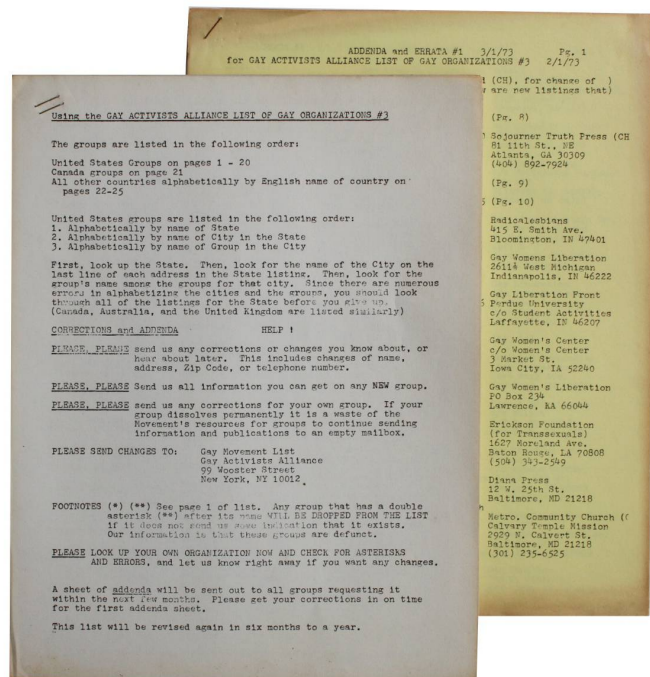 ADDENDA and ERRATA #1 3/1/73 Pg. 1
for GAY ACTIVISTS ALLIANCE LIST OF GAY ORGANIZATIONS #3 2/1/73
(CH), for change of )
are new listings that)
(Pg. 8)
Sojourner Truth Press (CH
81 11th St., NE
Atlanta, GA 30309
(404) 892-7924
(Pg. 9)
(Pg. 10)
Radicalesbians
415 E. Smith Ave.
Bloomington, IN 47401
Gay Womens Liberation
2611½ West Michigan
Indianapolis, IN 46222
Gay Liberation Front
Perdue University
c/o Student Activities
Laffayette, IN 46207
Gay Women's Center
c/o Women's Center
3 Market St.
Iowa City, IA 52240
Gay Women's Liberation
PO Box 234
Lawrence, KA 66044
Erickson Foundation
(for Transsexuals)
1627 Moreland Ave.
Baton Rouge, LA 70808
(504) 343-2549
Diana Press
12 W. 25th St.
Baltimore, MD 21218
Metro. Community Church (
Calvary Temple Mission
2929 N. Calvert St.
Baltimore, MD 21218
(301) 235-6525
Using the GAY ACTIVISTS ALLIANCE LIST OF GAY ORGANIZATIONS #3
The groups are listed in the following order:
United States Groups on pages 1 - 20
Canada groups on page 21
All other countries alphabetically by English name of country on
pages 22-25
United States groups are listed in the following order:
1. Alphabetically by name of State
2. Alphabetically by name of City in the State
3. Alphabetically by name of Group in the City
First, look up the State. Then, look for the name of the City on the
last line of each address in the State listing. Then, look for the
group's name among the groups for that city. Since there are numerous
errors in alphabetizing the cities and the groups, you should look
through all of the listings for the State before you give up.
(Canada, Australia, and the United Kingdom are listed similarly)
CORRECTIONS and ADDENDA HELP !
PLEASE, PLEASE send us any corrections or changes you know about, or
hear about later. This includes changes of name,
address, Zip Code, or telephone number.
PLEASE, PLEASE Send us all information you can get on any NEW group.
PLEASE, PLEASE send us any corrections for your own group. If your
group dissolves permanently it is a waste of the
Movement's resources for groups to continue sending
information and publications to an empty mailbox.
PLEASE SEND CHANGES TO: Gay Movement List
Gay Activists Alliance
99 Wooster Street
New York, NY 10012
FOOTNOTES (*) (**) See page 1 of list. Any group that has a double
asterisk (**) after its name WILL BE DROPPED FROM THE LIST
if it does not send us some indication that it exists.
Our information is that these groups are defunct.
PLEASE LOOK UP YOUR OWN ORGANIZATION NOW AND CHECK FOR ASTERISKS
AND ERRORS, and let us know right away if you want any changes.
A sheet of addenda will be sent out to all groups requesting it
within the next few months. Please get your corrections in on time
for the first addenda sheet.
This list will be revised again in six months to a year.